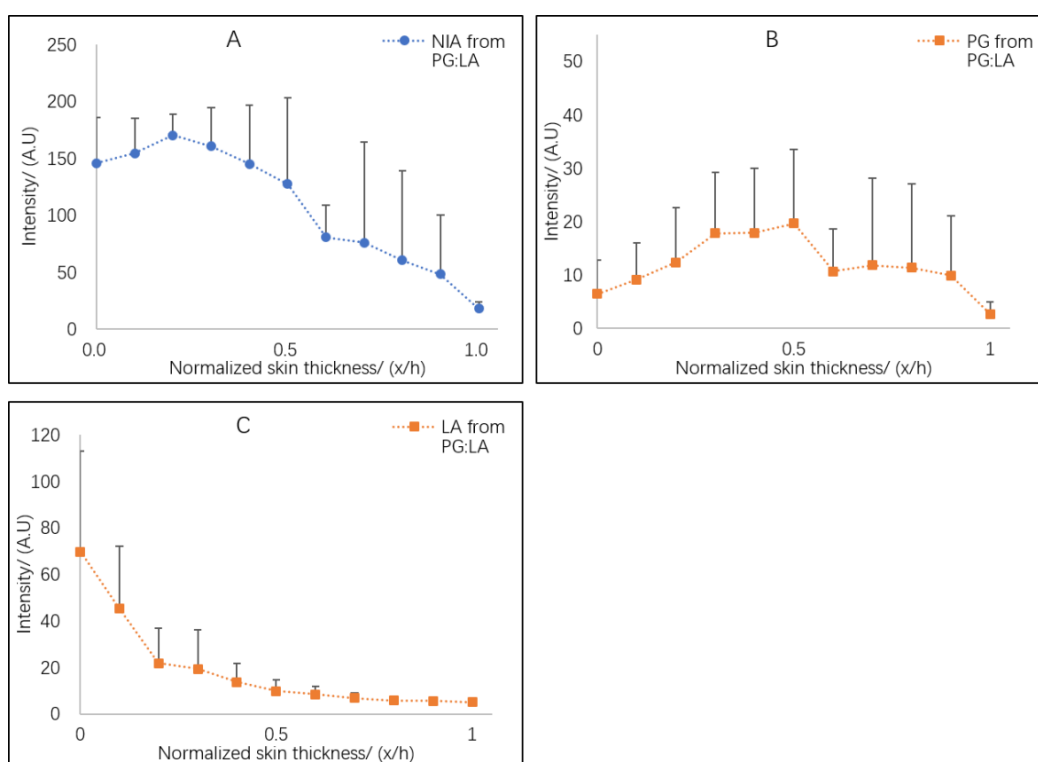 A
NIA from
PG:LA
250
200
150
100
50
0
Intensity/ (A.U)
0.0
0.5
1.0
Normalized skin thickness/ (x/h)
B
PG from
PG:LA
50
40
30
20
10
0
Intensity/ (A.U)
0
0.5
1
Normalized skin thickness/ (x/h)
C
LA from
PG:LA
120
100
80
60
40
20
0
Intensity/ (A.U)
0
0.5
1
Normalized skin thickness/ (x/h)